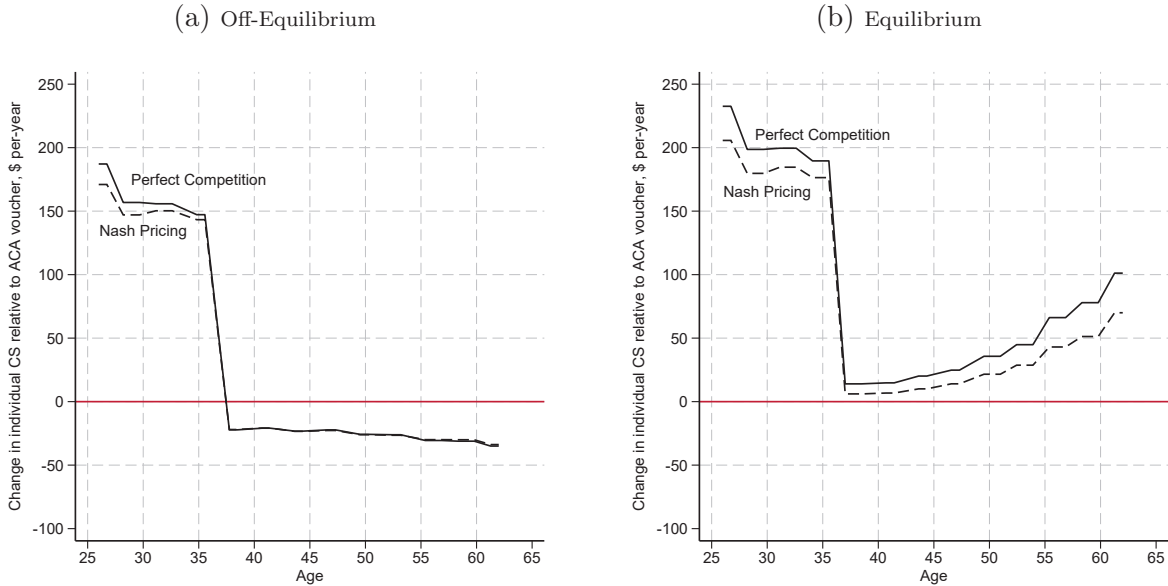 (a) Off-Equilibrium
Change in individual CS relative to ACA voucher, $ per-year
250
200
150
100
50
0
-50
-100
Perfect Competition
Nash Pricing
25 30 35 40 45 50 55 60 65
Age
(b) Equilibrium
Change in individual CS relative to ACA voucher, $ per-year
250
200
150
100
50
0
-50
-100
Perfect Competition
Nash Pricing
25 30 35 40 45 50 55 60 65
Age